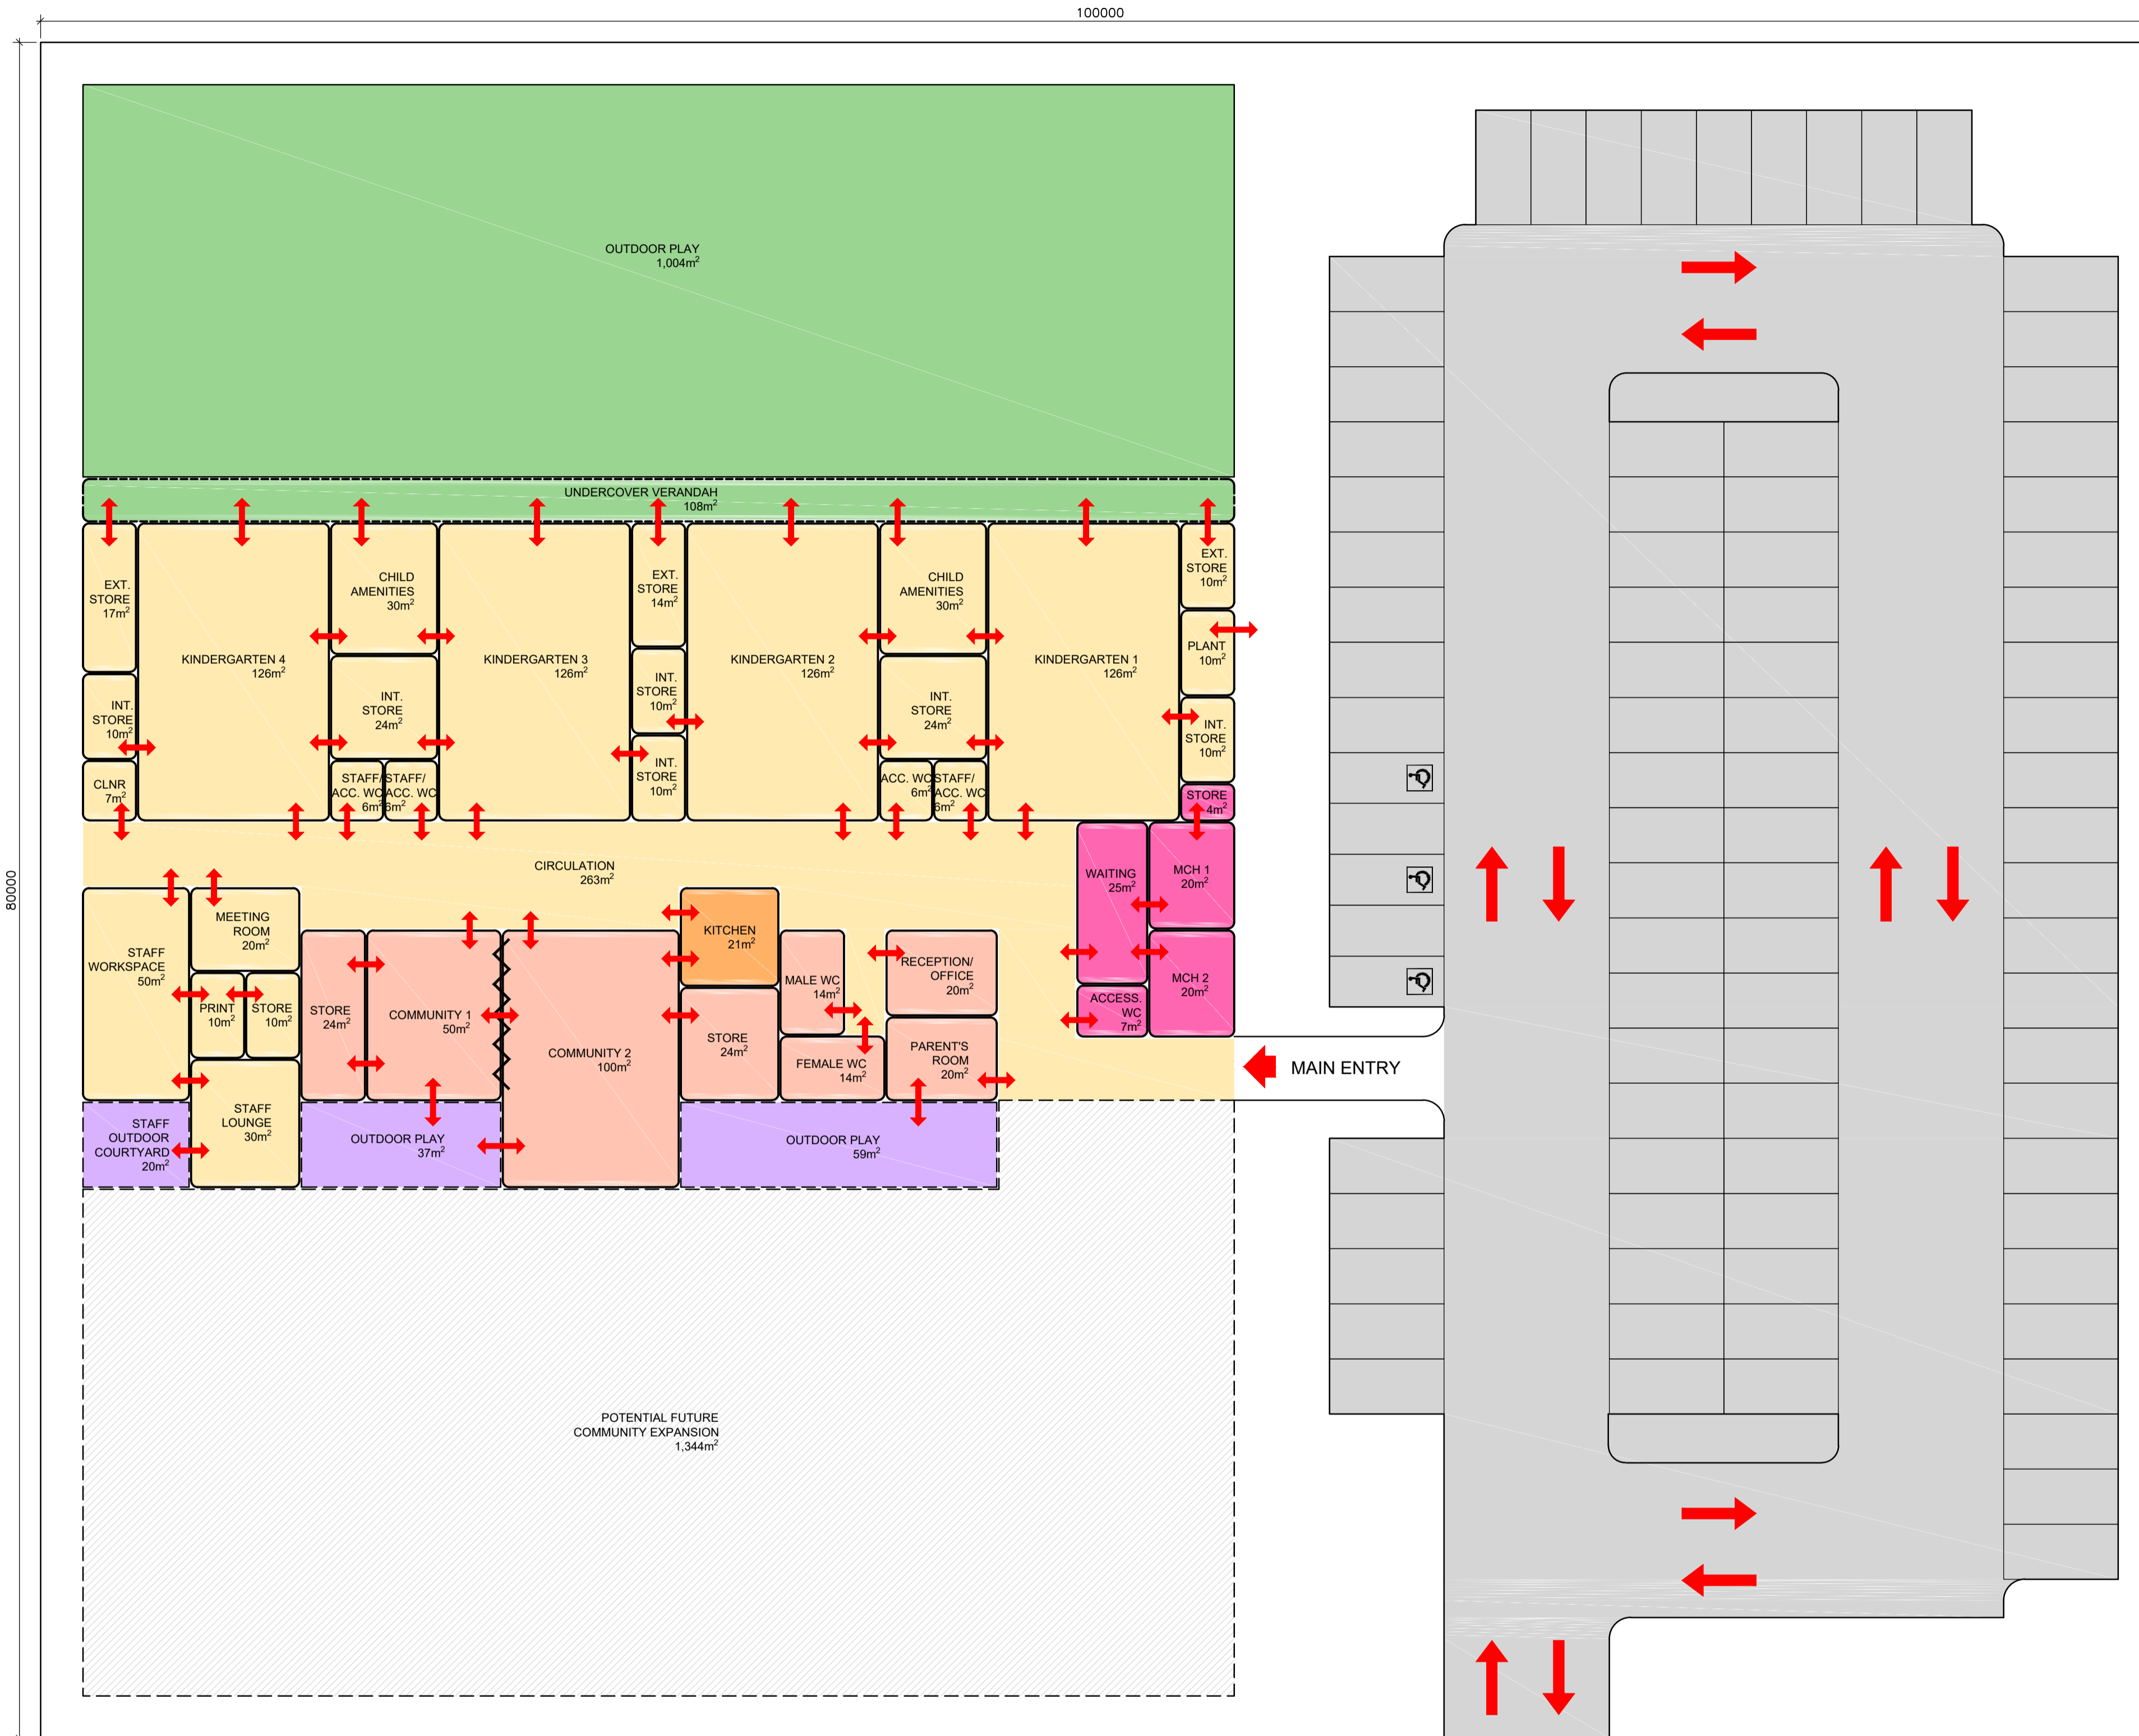 100000
80000
OUTDOOR PLAY
1,004m²
UNDERCOVER VERANDAH
108m²
EXT.
STORE
17m²
INT.
STORE
10m²
CLNR
7m²
KINDERGARTEN 4
126m²
CHILD
AMENITIES
30m²
INT.
STORE
24m²
STAFF/
ACC. WC
6m²
STAFF/
ACC. WC
6m²
KINDERGARTEN 3
126m²
EXT.
STORE
14m²
INT.
STORE
10m²
INT.
STORE
10m²
KINDERGARTEN 2
126m²
CHILD
AMENITIES
30m²
INT.
STORE
24m²
ACC. WC
6m²
STAFF/
ACC. WC
6m²
KINDERGARTEN 1
126m²
EXT.
STORE
10m²
PLANT
10m²
INT.
STORE
10m²
STORE
4m²
CIRCULATION
263m²
WAITING
25m²
MCH 1
20m²
MCH 2
20m²
ACCESS.
WC
7m²
STAFF
WORKSPACE
50m²
MEETING
ROOM
20m²
PRINT
10m²
STORE
10m²
STAFF
LOUNGE
30m²
STORE
24m²
COMMUNITY 1
50m²
COMMUNITY 2
100m²
KITCHEN
21m²
STORE
24m²
MALE WC
14m²
FEMALE WC
14m²
RECEPTION/
OFFICE
20m²
PARENT'S
ROOM
20m²
MAIN ENTRY
STAFF
OUTDOOR
COURTYARD
20m²
OUTDOOR PLAY
37m²
OUTDOOR PLAY
59m²
POTENTIAL FUTURE
COMMUNITY EXPANSION
1,344m²